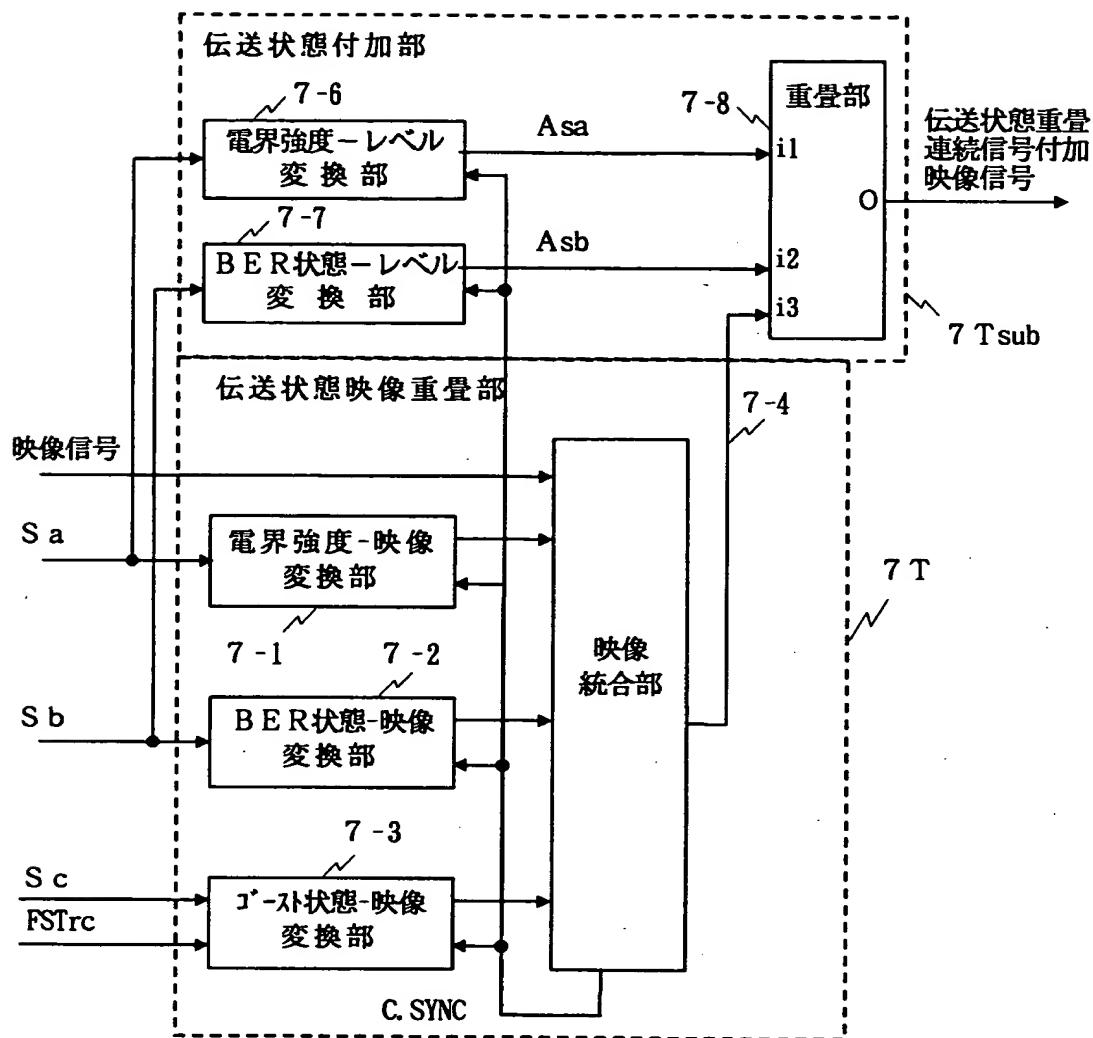 伝送状態付加部
7-6
電界強度－レベル
変換部
Asa
7-8
重畳部
i1
O
伝送状態重畳
連続信号付加
映像信号
7-7
BER状態－レベル
変換部
Asb
i2
i3
7Tsub
伝送状態映像重畳部
7-4
映像信号
Sa
電界強度-映像
変換部
7-1
7T
映像
統合部
7-2
Sb
BER状態-映像
変換部
7-3
Sc
FSTrc
ｺﾞｰｽﾄ状態-映像
変換部
C.SYNC